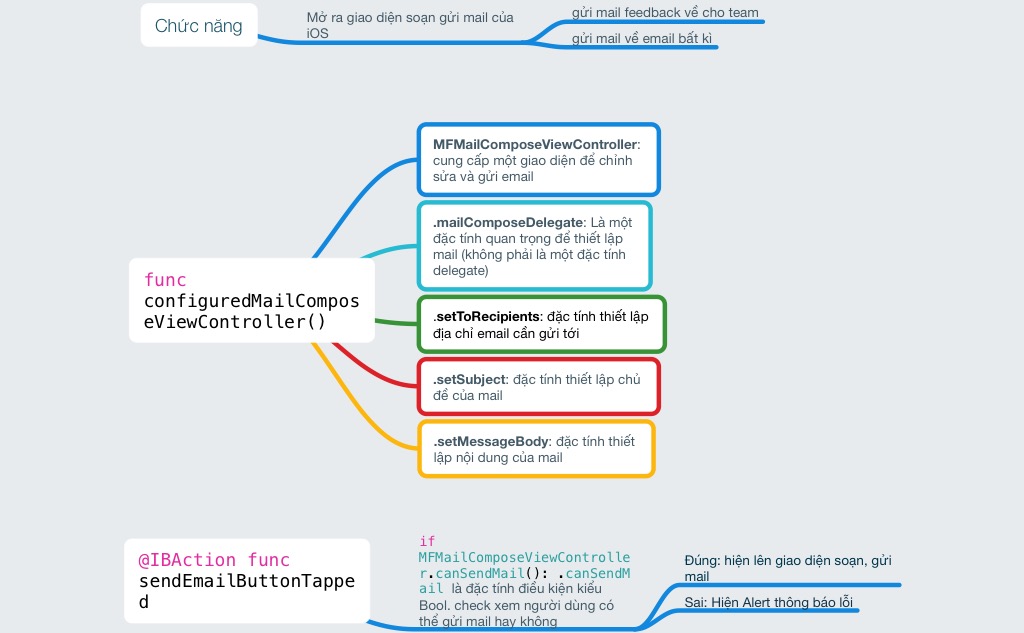 Chức năng
Mở ra giao diện soạn gửi mail của
iOS
gửi mail feedback về cho team
gửi mail về email bất kì
func
configuredMailCompos
eViewController()
MFMailComposeViewController:
cung cấp một giao diện để chỉnh
sửa và gửi email
.mailComposeDelegate: Là một
đặc tính quan trọng để thiết lập
mail (không phải là một đặc tính
delegate)
.setToRecipients: đặc tính thiết lập
địa chỉ email cần gửi tới
.setSubject: đặc tính thiết lập chủ
đề của mail
.setMessageBody: đặc tính thiết
lập nội dung của mail
@IBAction func
sendEmailButtonTappe
d
if
MFMailComposeViewControlle
r.canSendMail(): .canSendM
ail là đặc tính điều kiện kiểu
Bool. check xem người dùng có
thể gửi mail hay không
Đúng: hiện lên giao diện soạn, gửi
mail
Sai: Hiện Alert thông báo lỗi